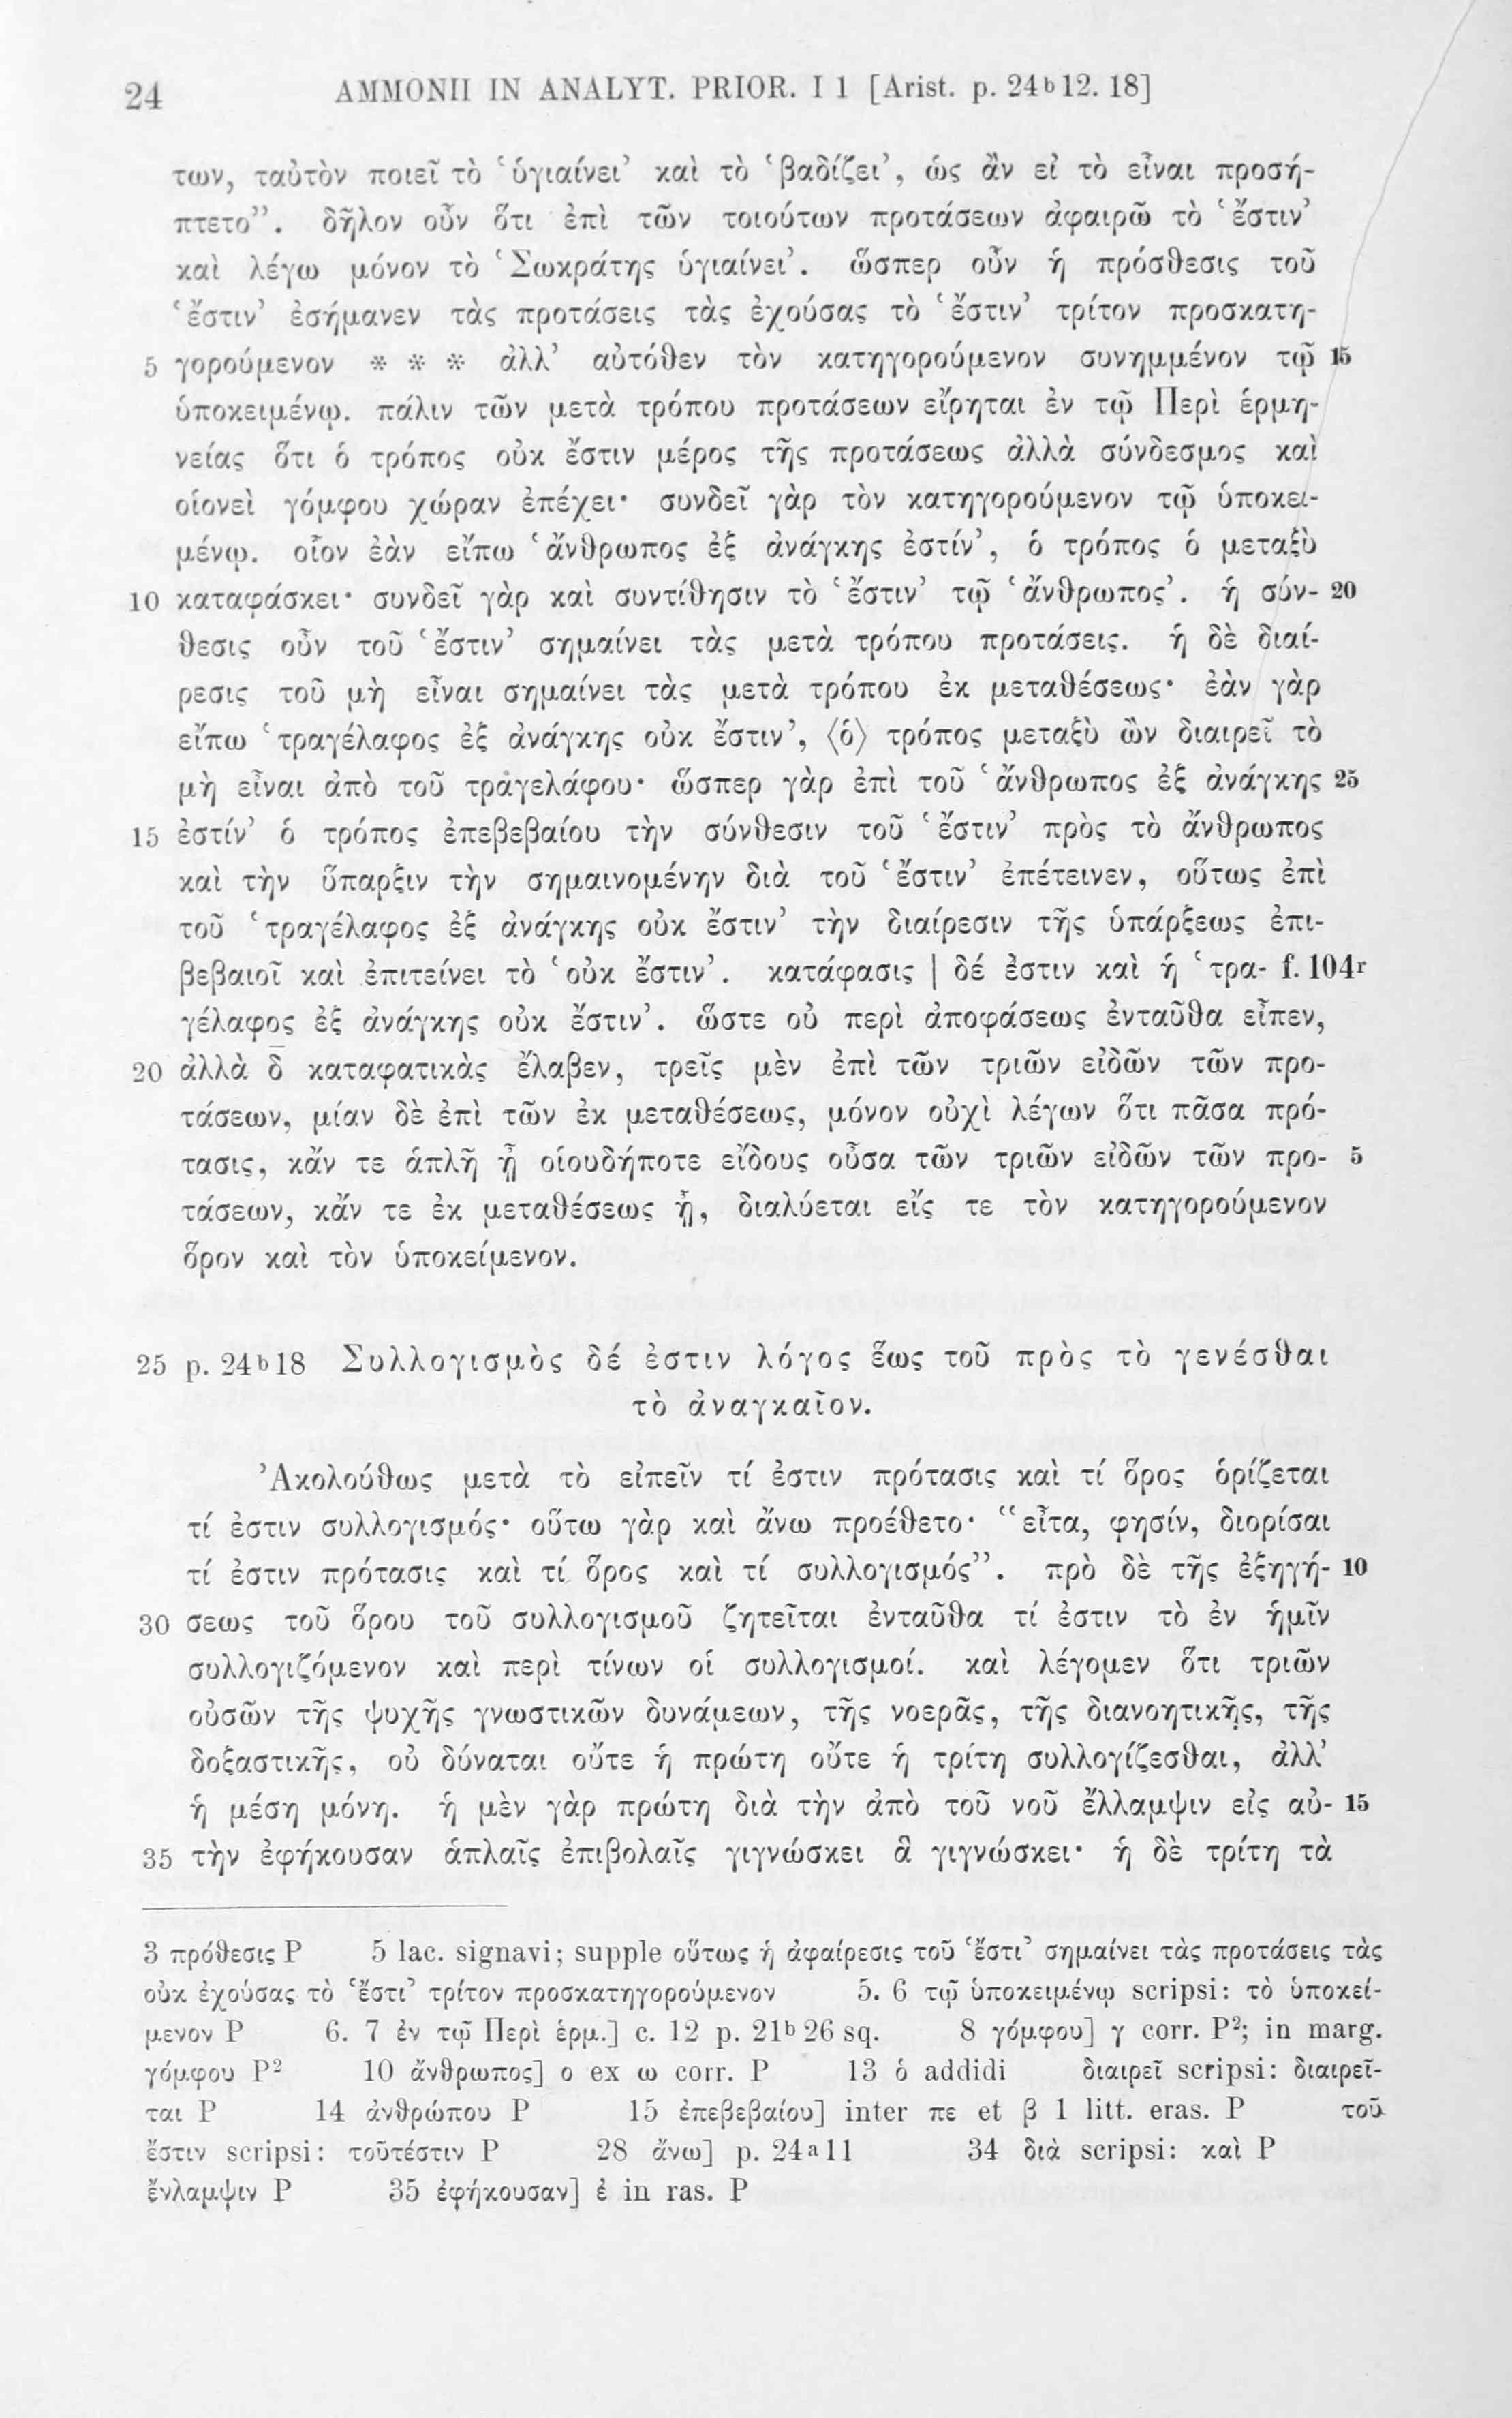 24 AMMONII IN ANALYT. PRIOR. I 1 [Arist. p. 24ᵇ12. 18]
των, ταὐτὸν ποιεῖ τὸ ‘ὑγιαίνει’ καὶ τὸ ‘βαδίζει’, ὡς ἂν εἰ τὸ εἶναι προσή-
πτετο”. δῆλον οὖν ὅτι ἐπὶ τῶν τοιούτων προτάσεων ἀφαιρῶ τὸ ‘ἔστιν’
καὶ λέγω μόνον τὸ ‘Σωκράτης ὑγιαίνει’. ὥσπερ οὖν ἡ πρόσθεσις τοῦ
‘ἔστιν’ ἐσήμανεν τὰς προτάσεις τὰς ἐχούσας τὸ ‘ἔστιν’ τρίτον προσκατη-
5 γορούμενον * * * ἀλλ’ αὐτόθεν τὸν κατηγορούμενον συνημμένον τῷ 15
ὑποκειμένῳ. πάλιν τῶν μετὰ τρόπου προτάσεων εἴρηται ἐν τῷ Περὶ ἑρμη-
νείας ὅτι ὁ τρόπος οὐκ ἔστιν μέρος τῆς προτάσεως ἀλλὰ σύνδεσμος καὶ
οἱονεὶ γόμφου χώραν ἐπέχει· συνδεῖ γὰρ τὸν κατηγορούμενον τῷ ὑποκει-
μένῳ. οἷον ἐὰν εἴπω ‘ἄνθρωπος ἐξ ἀνάγκης ἐστίν’, ὁ τρόπος ὁ μεταξὺ
10 καταφάσκει· συνδεῖ γὰρ καὶ συντίθησιν τὸ ‘ἔστιν’ τῷ ‘ἄνθρωπος’. ἡ σύν- 20
θεσις οὖν τοῦ ‘ἔστιν’ σημαίνει τὰς μετὰ τρόπου προτάσεις. ἡ δὲ διαί-
ρεσις τοῦ μὴ εἶναι σημαίνει τὰς μετὰ τρόπου ἐκ μεταθέσεως· ἐὰν γὰρ
εἴπω ‘τραγέλαφος ἐξ ἀνάγκης οὐκ ἔστιν’, ⟨ὁ⟩ τρόπος μεταξὺ ὢν διαιρεῖ τὸ
μὴ εἶναι ἀπὸ τοῦ τραγελάφου· ὥσπερ γὰρ ἐπὶ τοῦ ‘ἄνθρωπος ἐξ ἀνάγκης 25
15 ἐστίν’ ὁ τρόπος ἐπεβεβαίου τὴν σύνθεσιν τοῦ ‘ἔστιν’ πρὸς τὸ ἄνθρωπος
καὶ τὴν ὕπαρξιν τὴν σημαινομένην διὰ τοῦ ‘ἔστιν’ ἐπέτεινεν, οὕτως ἐπὶ
τοῦ ‘τραγέλαφος ἐξ ἀνάγκης οὐκ ἔστιν’ τὴν διαίρεσιν τῆς ὑπάρξεως ἐπι-
βεβαιοῖ καὶ ἐπιτείνει τὸ ‘οὐκ ἔστιν’. κατάφασις | δέ ἐστιν καὶ ἡ ‘τρα- f. 104ʳ
γέλαφος ἐξ ἀνάγκης οὐκ ἔστιν’. ὥστε οὐ περὶ ἀποφάσεως ἐνταῦθα εἶπεν,
20 ἀλλὰ δ̅ καταφατικὰς ἔλαβεν, τρεῖς μὲν ἐπὶ τῶν τριῶν εἰδῶν τῶν προ-
τάσεων, μίαν δὲ ἐπὶ τῶν ἐκ μεταθέσεως, μόνον οὐχὶ λέγων ὅτι πᾶσα πρό-
τασις, κἄν τε ἁπλῆ ᾖ οἱουδήποτε εἴδους οὖσα τῶν τριῶν εἰδῶν τῶν προ- 5
τάσεων, κἄν τε ἐκ μεταθέσεως ᾖ, διαλύεται εἴς τε τὸν κατηγορούμενον
ὅρον καὶ τὸν ὑποκείμενον.
25 p. 24ᵇ18 Συλλογισμὸς δέ ἐστιν λόγος ἕως τοῦ πρὸς τὸ γενέσθαι
τὸ ἀναγκαῖον.
Ἀκολούθως μετὰ τὸ εἰπεῖν τί ἐστιν πρότασις καὶ τί ὅρος ὁρίζεται
τί ἐστιν συλλογισμός· οὕτω γὰρ καὶ ἄνω προέθετο· “εἶτα, φησίν, διορίσαι
τί ἐστιν πρότασις καὶ τί ὅρος καὶ τί συλλογισμός”. πρὸ δὲ τῆς ἐξηγή- 10
30 σεως τοῦ ὅρου τοῦ συλλογισμοῦ ζητεῖται ἐνταῦθα τί ἐστιν τὸ ἐν ἡμῖν
συλλογιζόμενον καὶ περὶ τίνων οἱ συλλογισμοί. καὶ λέγομεν ὅτι τριῶν
οὐσῶν τῆς ψυχῆς γνωστικῶν δυνάμεων, τῆς νοερᾶς, τῆς διανοητικῆς, τῆς
δοξαστικῆς, οὐ δύναται οὔτε ἡ πρώτη οὔτε ἡ τρίτη συλλογίζεσθαι, ἀλλ’
ἡ μέση μόνη. ἡ μὲν γὰρ πρώτη διὰ τὴν ἀπὸ τοῦ νοῦ ἔλλαμψιν εἰς αὐ- 15
35 τὴν ἐφήκουσαν ἁπλαῖς ἐπιβολαῖς γιγνώσκει ἃ γιγνώσκει· ἡ δὲ τρίτη τὰ
3 πρόθεσις P 5 lac. signavi; supple οὕτως ἡ ἀφαίρεσις τοῦ ‘ἔστι’ σημαίνει τὰς προτάσεις τὰς
οὐκ ἐχούσας τὸ ‘ἔστι’ τρίτον προσκατηγορούμενον 5. 6 τῷ ὑποκειμένῳ scripsi: τὸ ὑποκεί-
μενον P 6. 7 ἐν τῷ Περὶ ἑρμ.] c. 12 p. 21ᵇ26 sq. 8 γόμφου] γ corr. P²; in marg.
γόμφου P² 10 ἄνθρωπος] ο ex ω corr. P 13 ὁ addidi διαιρεῖ scripsi: διαιρεῖ-
ται P 14 ἀνθρώπου P 15 ἐπεβεβαίου] inter πε et β 1 litt. eras. P τοῦ
ἔστιν scripsi: τοῦτέστιν P 28 ἄνω] p. 24ᵃ11 34 διὰ scripsi: καὶ P
ἔνλαμψιν P 35 ἐφήκουσαν] ἐ in ras. P